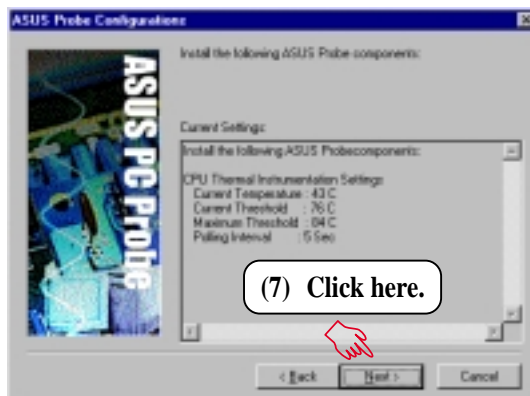 ASUS Probe Configurations
ASUS PC Probe
Install the following ASUS Probe components:
Current Settings:
Install the following ASUS Probecomponents:
CPU Thermal Instrumentation Settings
Current Temperature : 43 C
Current Threshold : 76 C
Maximum Threshold : 84 C
Polling Interval : 5 Sec
(7) Click here.
< Back
Next >
Cancel